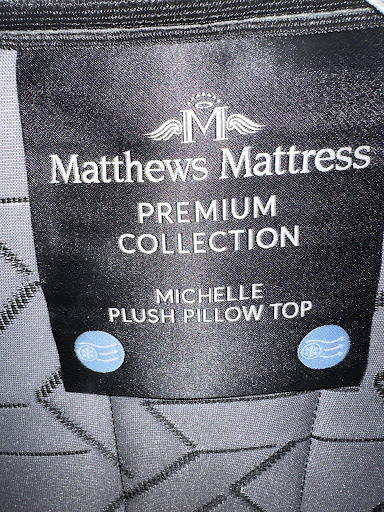 M
Matthews Mattress
PREMIUM
COLLECTION
MICHELLE
PLUSH PILLOW TOP